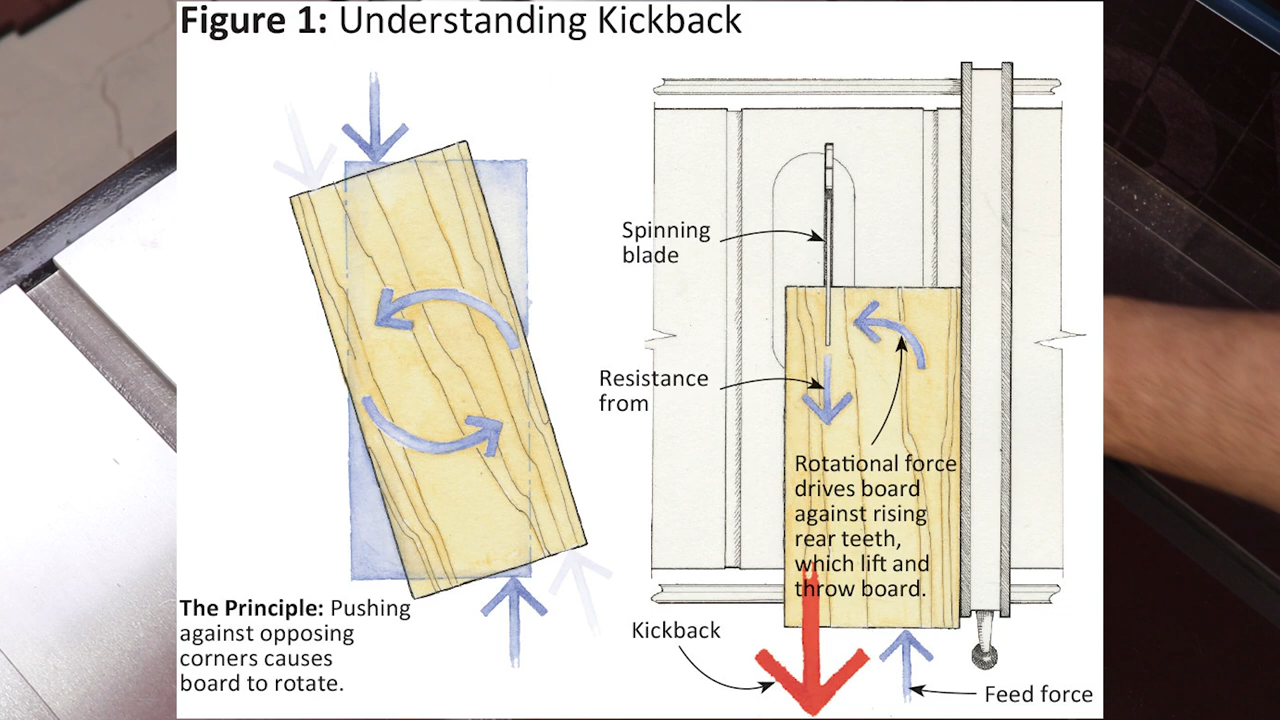 Figure 1: Understanding Kickback
Spinning
blade
Resistance
from
Rotational force
drives board
against rising
rear teeth,
which lift and
throw board.
The Principle: Pushing
against opposing
corners causes
board to rotate.
Kickback
Feed force